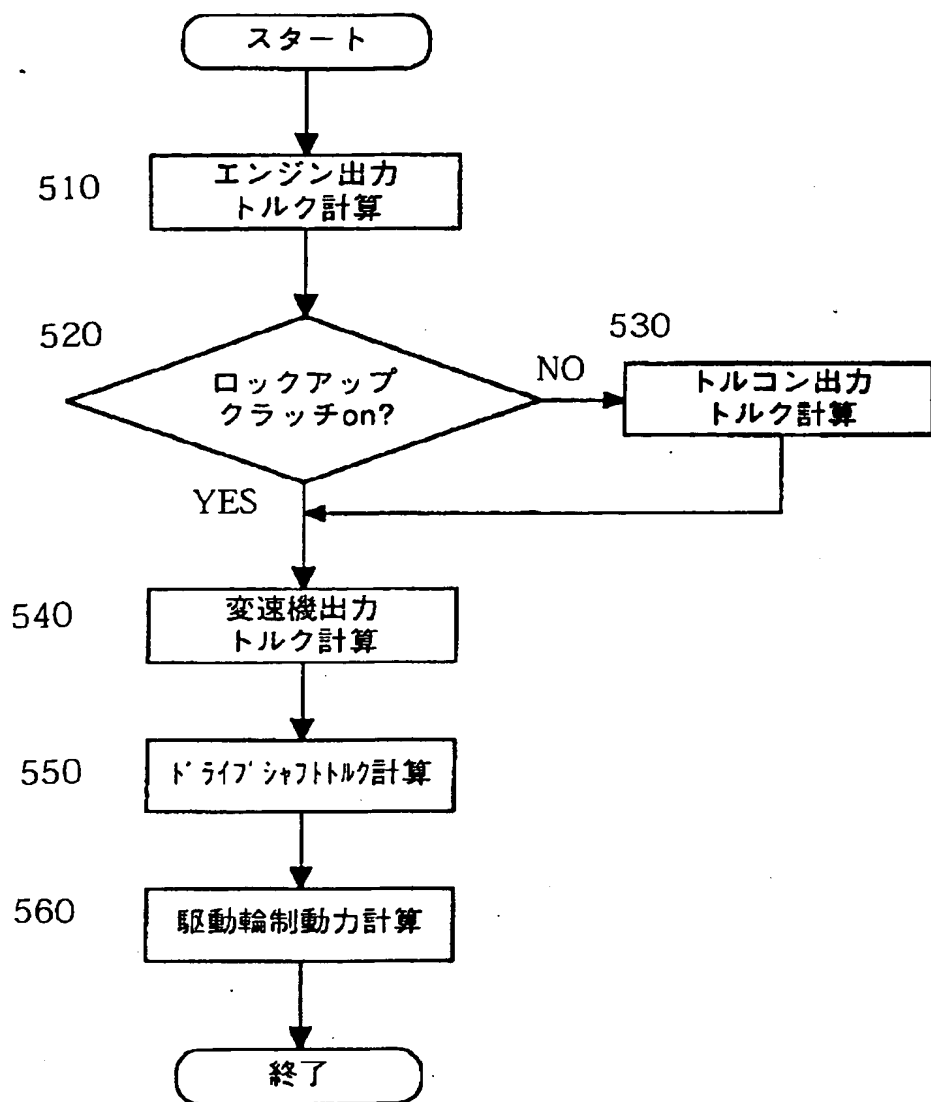 スタート
510
エンジン出力
トルク計算
520
ロックアップ
クラッチon?
NO
530
トルコン出力
トルク計算
YES
540
変速機出力
トルク計算
550
ドライブシャフトトルク計算
560
駆動輪制動力計算
終了